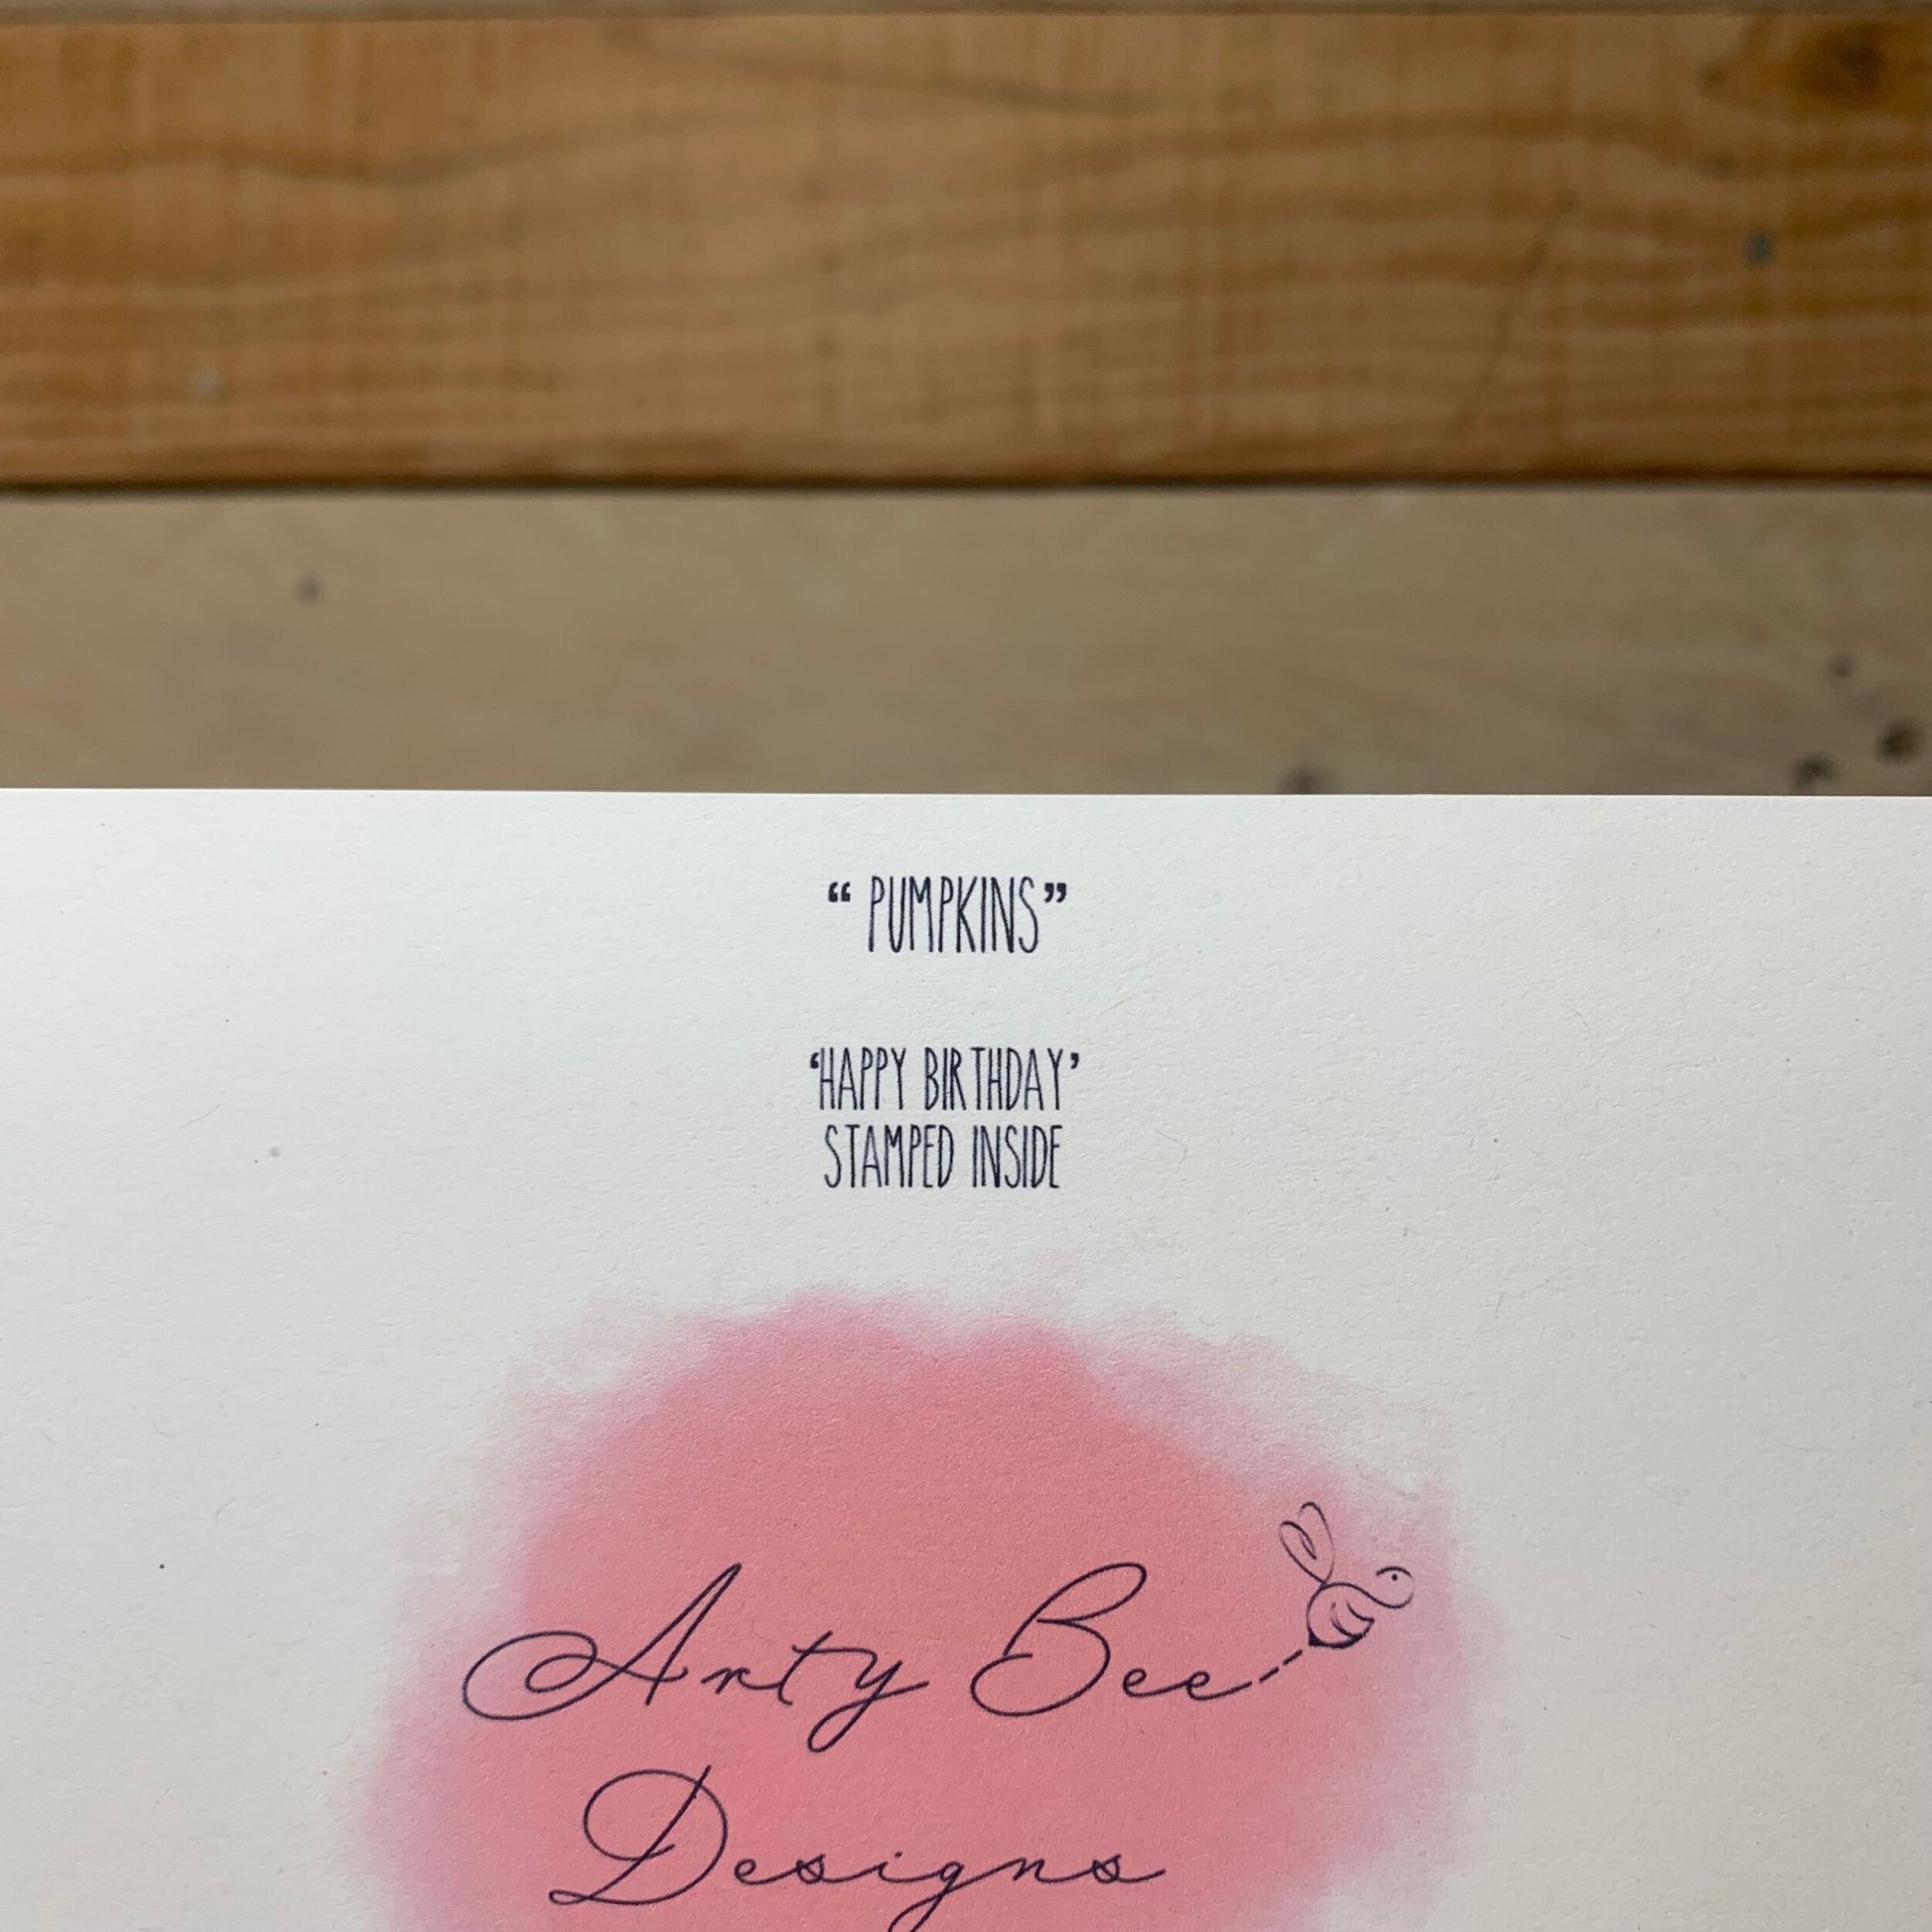 “ PUMPKINS”
‘HAPPY BIRTHDAY’
STAMPED INSIDE
Arty Bee
Designs